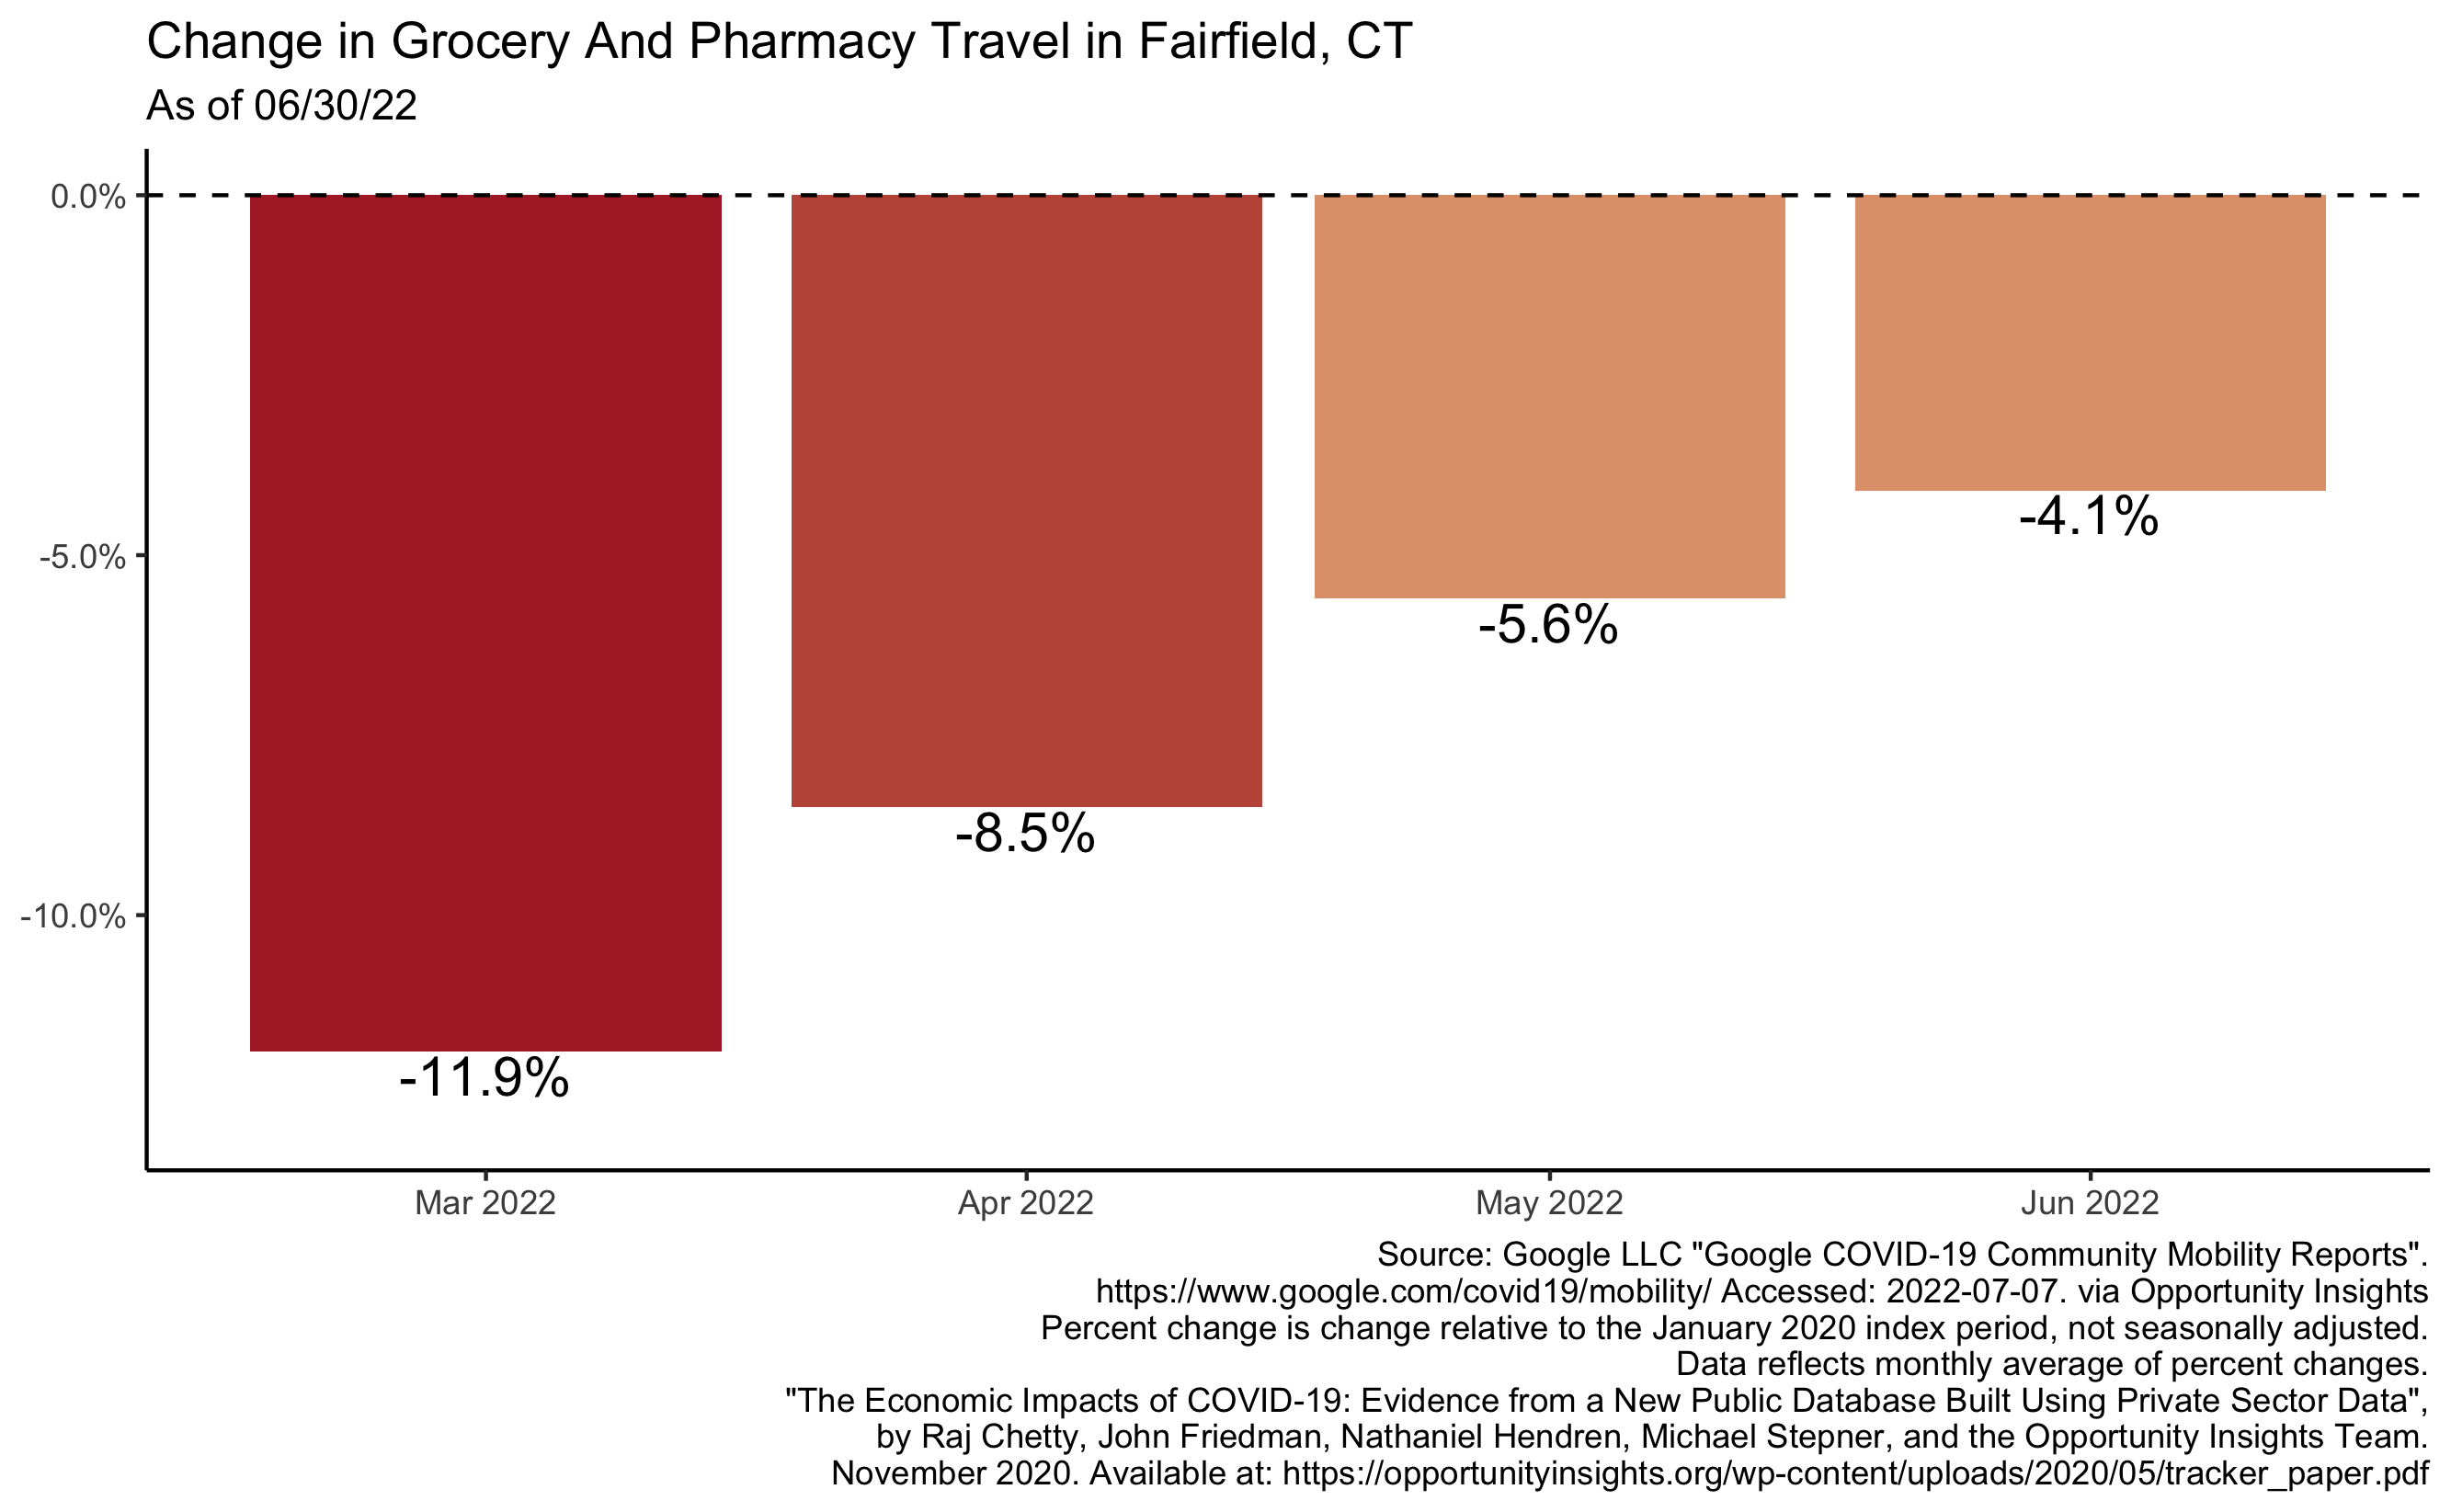 Change in Grocery And Pharmacy Travel in Fairfield, CT
As of 06/30/22
0.0%
-5.0%
-10.0%
-11.9%
-8.5%
-5.6%
-4.1%
Mar 2022
Apr 2022
May 2022
Jun 2022
Source: Google LLC "Google COVID-19 Community Mobility Reports".
https://www.google.com/covid19/mobility/ Accessed: 2022-07-07. via Opportunity Insights
Percent change is change relative to the January 2020 index period, not seasonally adjusted.
Data reflects monthly average of percent changes.
"The Economic Impacts of COVID-19: Evidence from a New Public Database Built Using Private Sector Data",
by Raj Chetty, John Friedman, Nathaniel Hendren, Michael Stepner, and the Opportunity Insights Team.
November 2020. Available at: https://opportunityinsights.org/wp-content/uploads/2020/05/tracker_paper.pdf